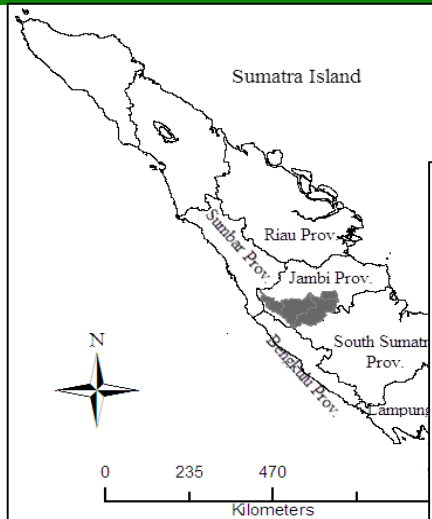 Sumatra Island
Sumbar Prov.
Riau Prov.
Jambi Prov.
South Sumatr
Prov.
Bengkulu Prov.
Lampung
N
0 235 470
Kilometers